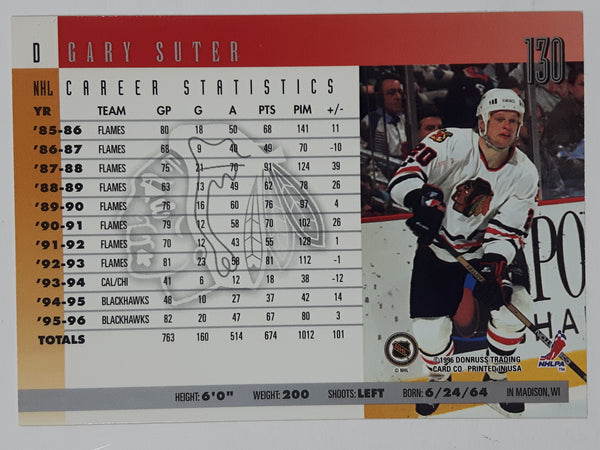 D GARY SUTER 130
NHL CAREER STATISTICS
YR TEAM GP G A PTS PIM +/-
'85-86 FLAMES 80 18 50 68 141 11
'86-87 FLAMES 68 9 40 49 70 -10
'87-88 FLAMES 75 21 70 91 124 39
'88-89 FLAMES 63 13 49 62 78 26
'89-90 FLAMES 76 16 60 76 97 4
'90-91 FLAMES 79 12 58 70 102 26
'91-92 FLAMES 70 12 43 55 128 1
'92-93 FLAMES 81 23 58 81 112 -1
'93-94 CAL/CHI 41 6 12 18 38 -12
'94-95 BLACKHAWKS 48 10 27 37 42 14
'95-96 BLACKHAWKS 82 20 47 67 80 3
TOTALS 763 160 514 674 1012 101
20
PO
HA
© NHL
©1996 DONRUSS TRADING
CARD CO. PRINTED IN USA
NHLPA
HEIGHT: 6'0" WEIGHT: 200 SHOOTS: LEFT BORN: 6/24/64 IN MADISON, WI